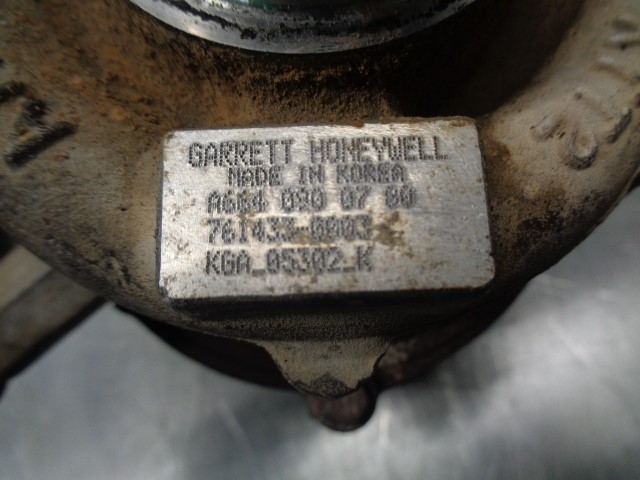 GARRETT HONEYWELL
MADE IN KOREA
A664 090 07 80
761433-0003
KGA_05302_K